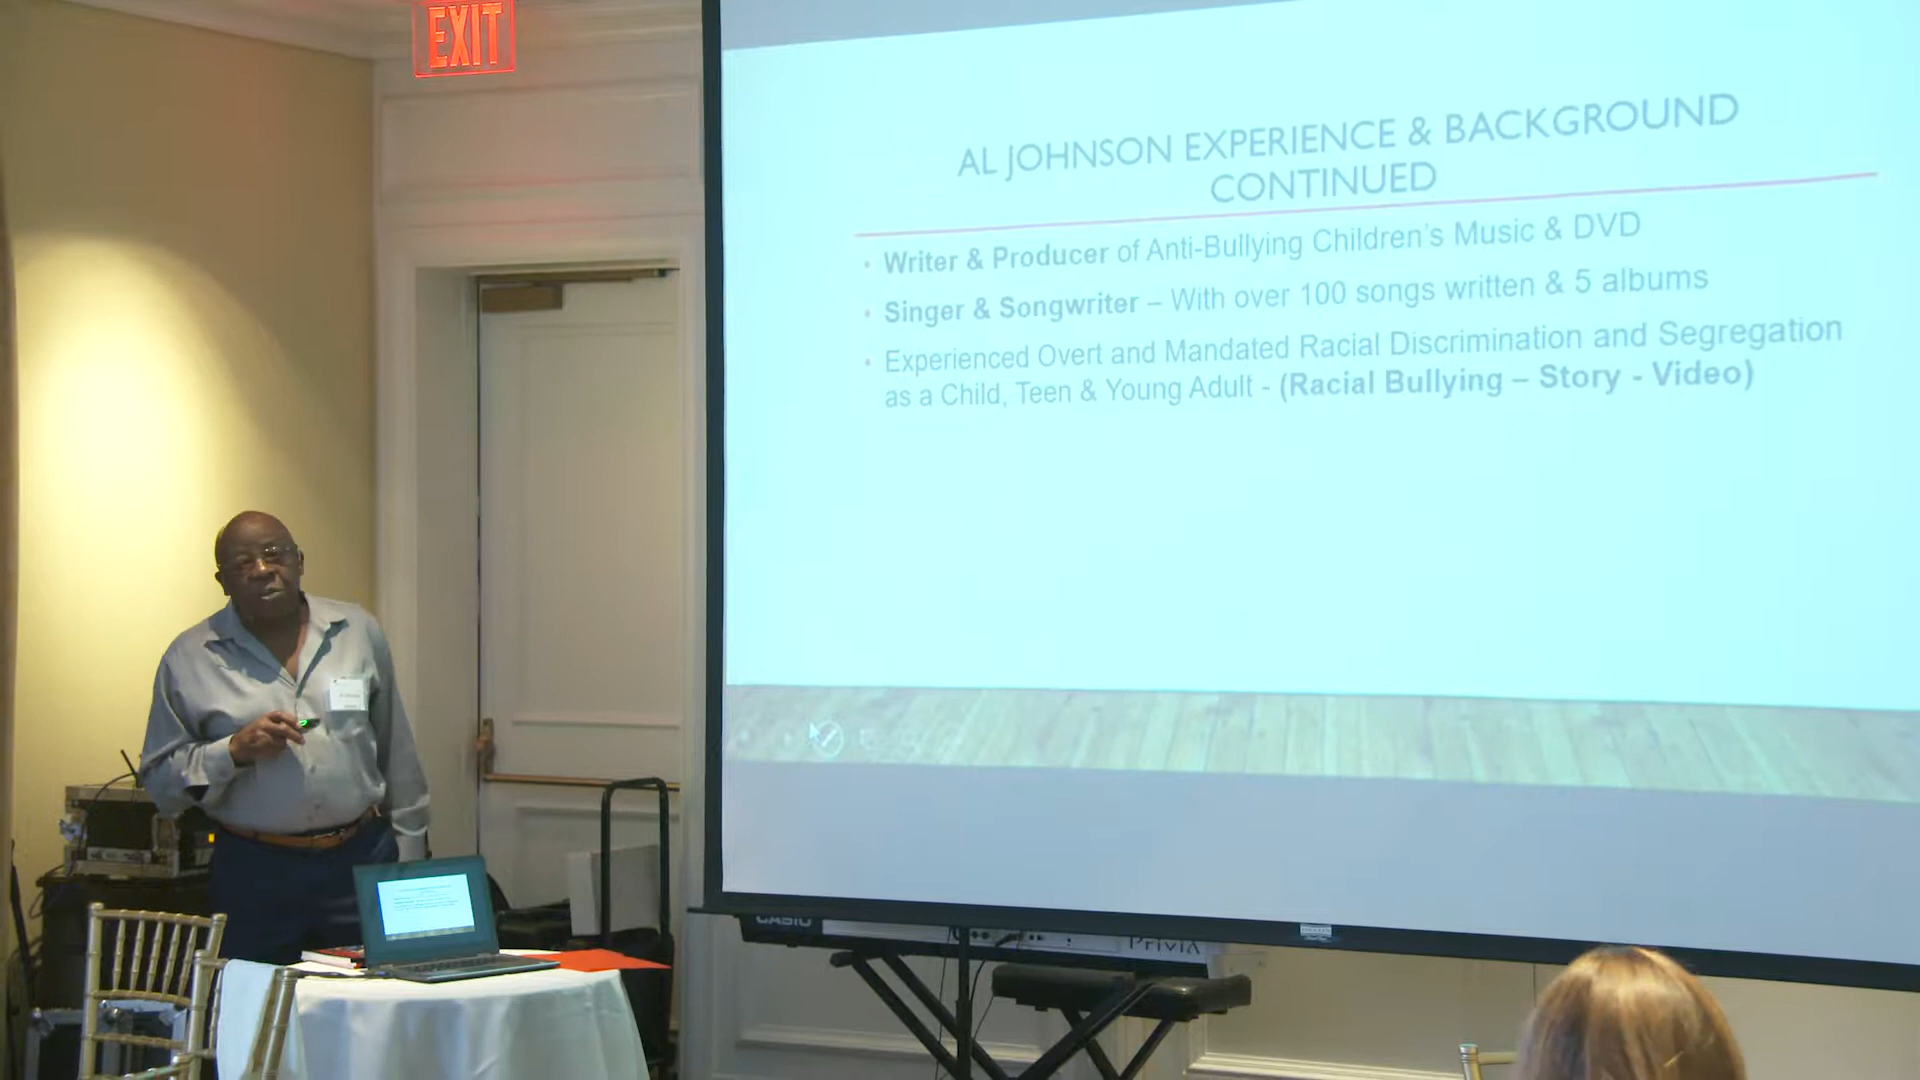 EXIT
AL JOHNSON EXPERIENCE & BACKGROUND
CONTINUED
• Writer & Producer of Anti-Bullying Children's Music & DVD
• Singer & Songwriter – With over 100 songs written & 5 albums
• Experienced Overt and Mandated Racial Discrimination and Segregation
as a Child, Teen & Young Adult - (Racial Bullying – Story - Video)
CASIO
Privia